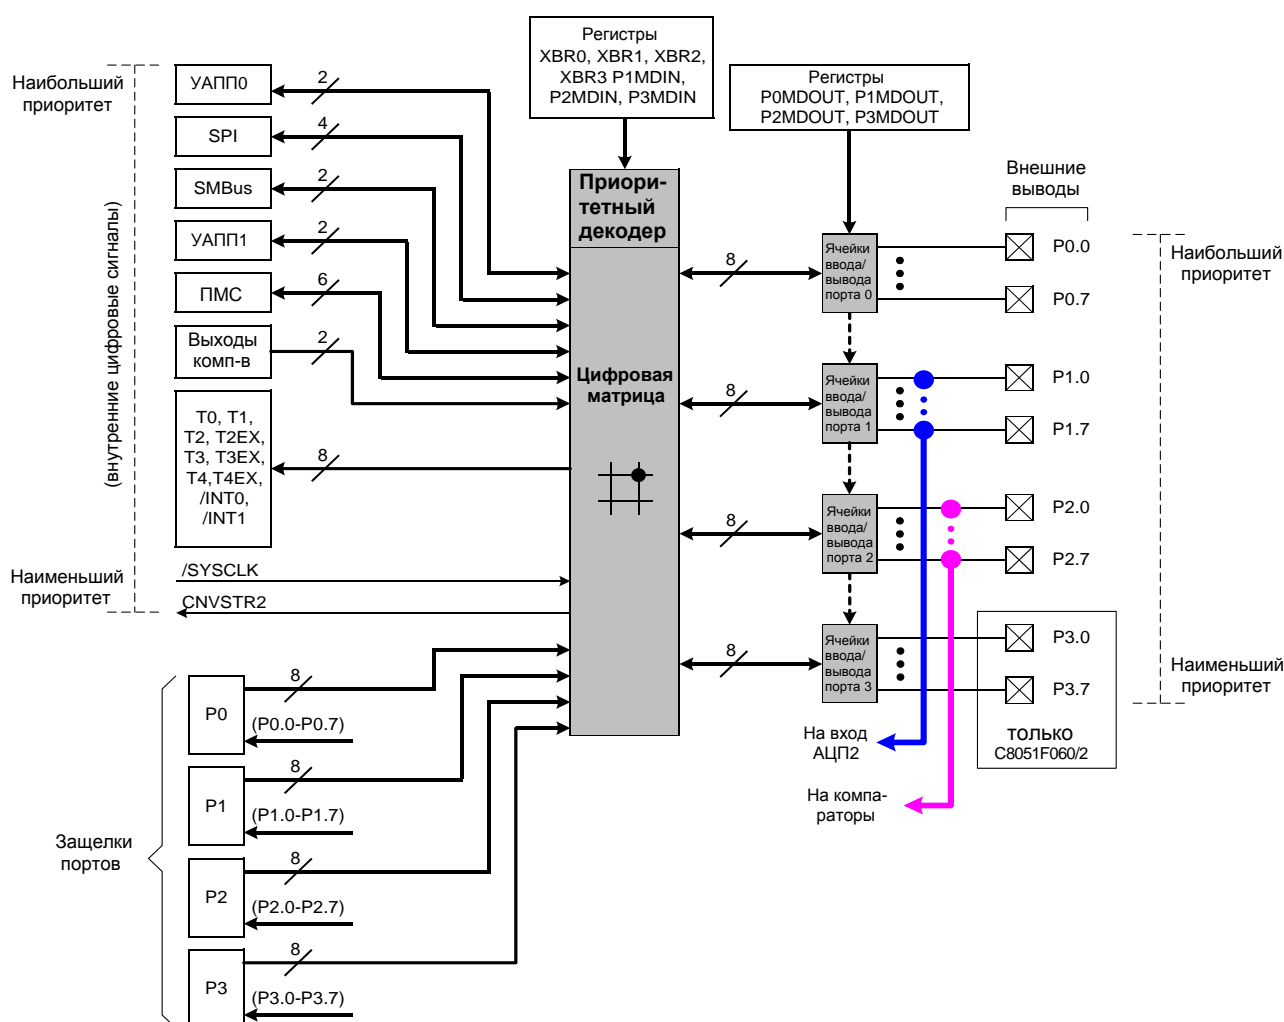 Регистры
XBR0, XBR1, XBR2,
XBR3 P1MDIN,
P2MDIN, P3MDIN
Регистры
P0MDOUT, P1MDOUT,
P2MDOUT, P3MDOUT
Наибольший
приоритет
(внутренние цифровые сигналы)
Наименьший
приоритет
УАПП0
2
SPI
4
SMBus
2
УАПП1
2
ПМС
6
Выходы
комп-в
2
T0, T1,
T2, T2EX,
T3, T3EX,
T4,T4EX,
/INT0,
/INT1
8
/SYSCLK
CNVSTR2
Приори-
тетный
декодер
Цифровая
матрица
8
8
8
8
Ячейки
ввода/
вывода
порта 0
Ячейки
ввода/
вывода
порта 1
Ячейки
ввода/
вывода
порта 2
Ячейки
ввода/
вывода
порта 3
Внешние
выводы
P0.0
P0.7
P1.0
P1.7
P2.0
P2.7
P3.0
P3.7
только
C8051F060/2
Наибольший
приоритет
Наименьший
приоритет
На вход
АЦП2
На компа-
раторы
Защелки
портов
P0
8
(P0.0-P0.7)
P1
8
(P1.0-P1.7)
P2
8
(P2.0-P2.7)
P3
8
(P3.0-P3.7)